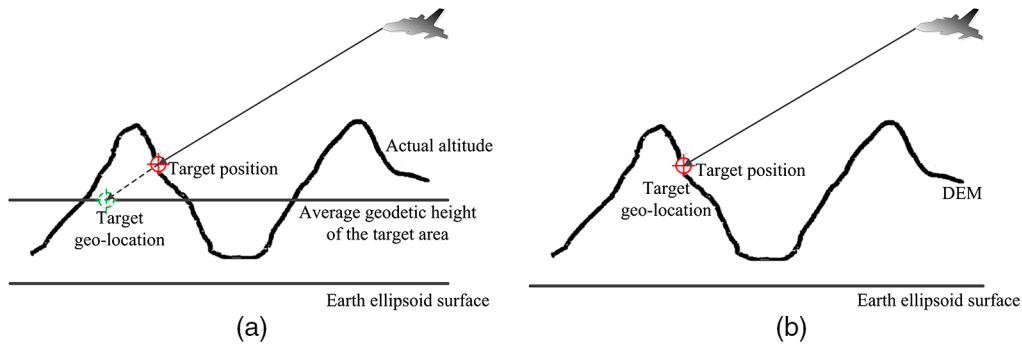 Actual altitude
Target position
Target
geo-location
Average geodetic height
of the target area
Earth ellipsoid surface
(a)
Target position
Target
geo-location
DEM
Earth ellipsoid surface
(b)